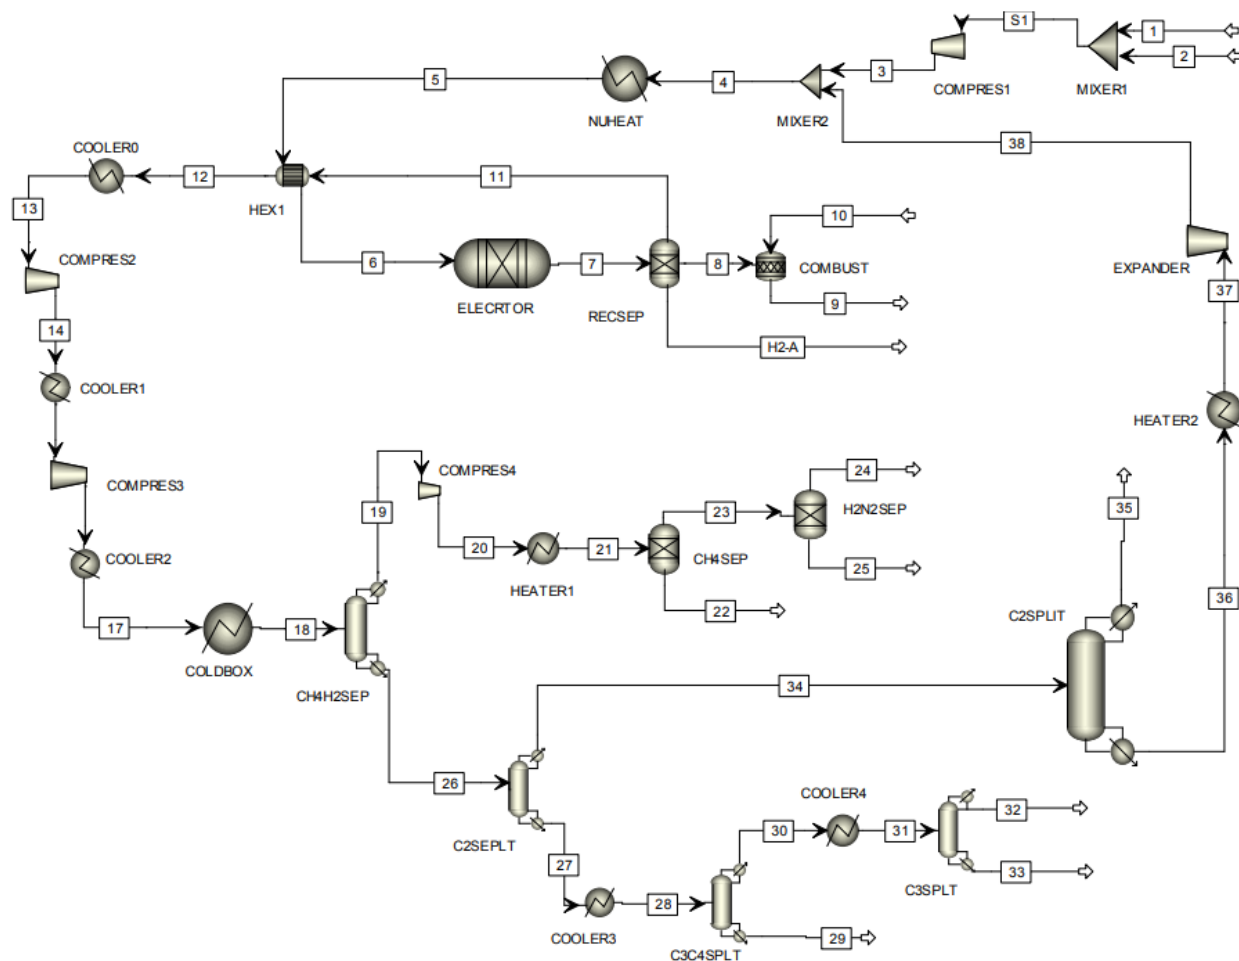 S1
1
2
3
4
5
COMPRES1
MIXER1
NUHEAT
MIXER2
38
COOLER0
12
11
13
HEX1
10
COMPRES2
6
7
8
COMBUST
EXPANDER
ELECRTOR
RECSEP
9
37
14
H2-A
COOLER1
HEATER2
COMPRES4
24
COMPRES3
19
23
H2N2SEP
35
20
21
CH4SEP
25
COOLER2
HEATER1
36
22
C2SPLIT
17
18
COLDBOX
CH4H2SEP
34
26
COOLER4
32
30
31
C2SEPLT
27
33
C3SPLT
28
COOLER3
29
C3C4SPLT